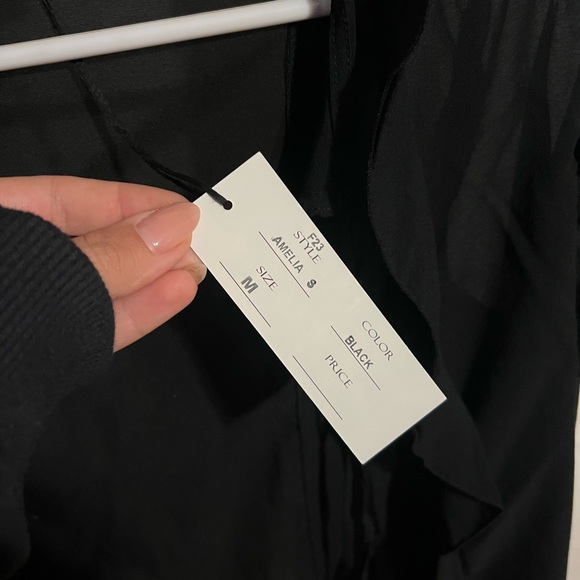 F23
STYLE
AMELIA S
SIZE
M
COLOR
BLACK
PRICE